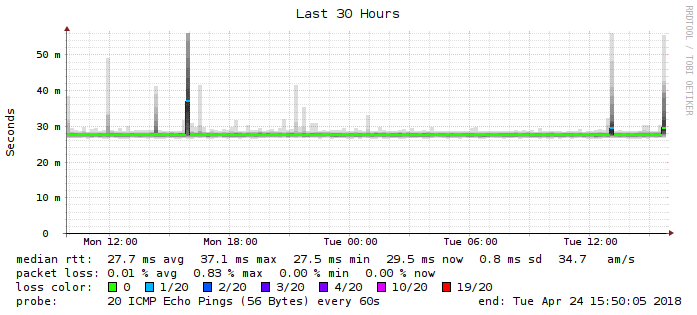 Last 30 Hours
RRDTOOL / TOBI OETIKER
Seconds
50 m
40 m
30 m
20 m
10 m
0
Mon 12:00 Mon 18:00 Tue 00:00 Tue 06:00 Tue 12:00
median rtt: 27.7 ms avg 37.1 ms max 27.5 ms min 29.5 ms now 0.8 ms sd 34.7 am/s
packet loss: 0.01 % avg 0.83 % max 0.00 % min 0.00 % now
loss color: 0 1/20 2/20 3/20 4/20 10/20 19/20
probe: 20 ICMP Echo Pings (56 Bytes) every 60s end: Tue Apr 24 15:50:05 2018